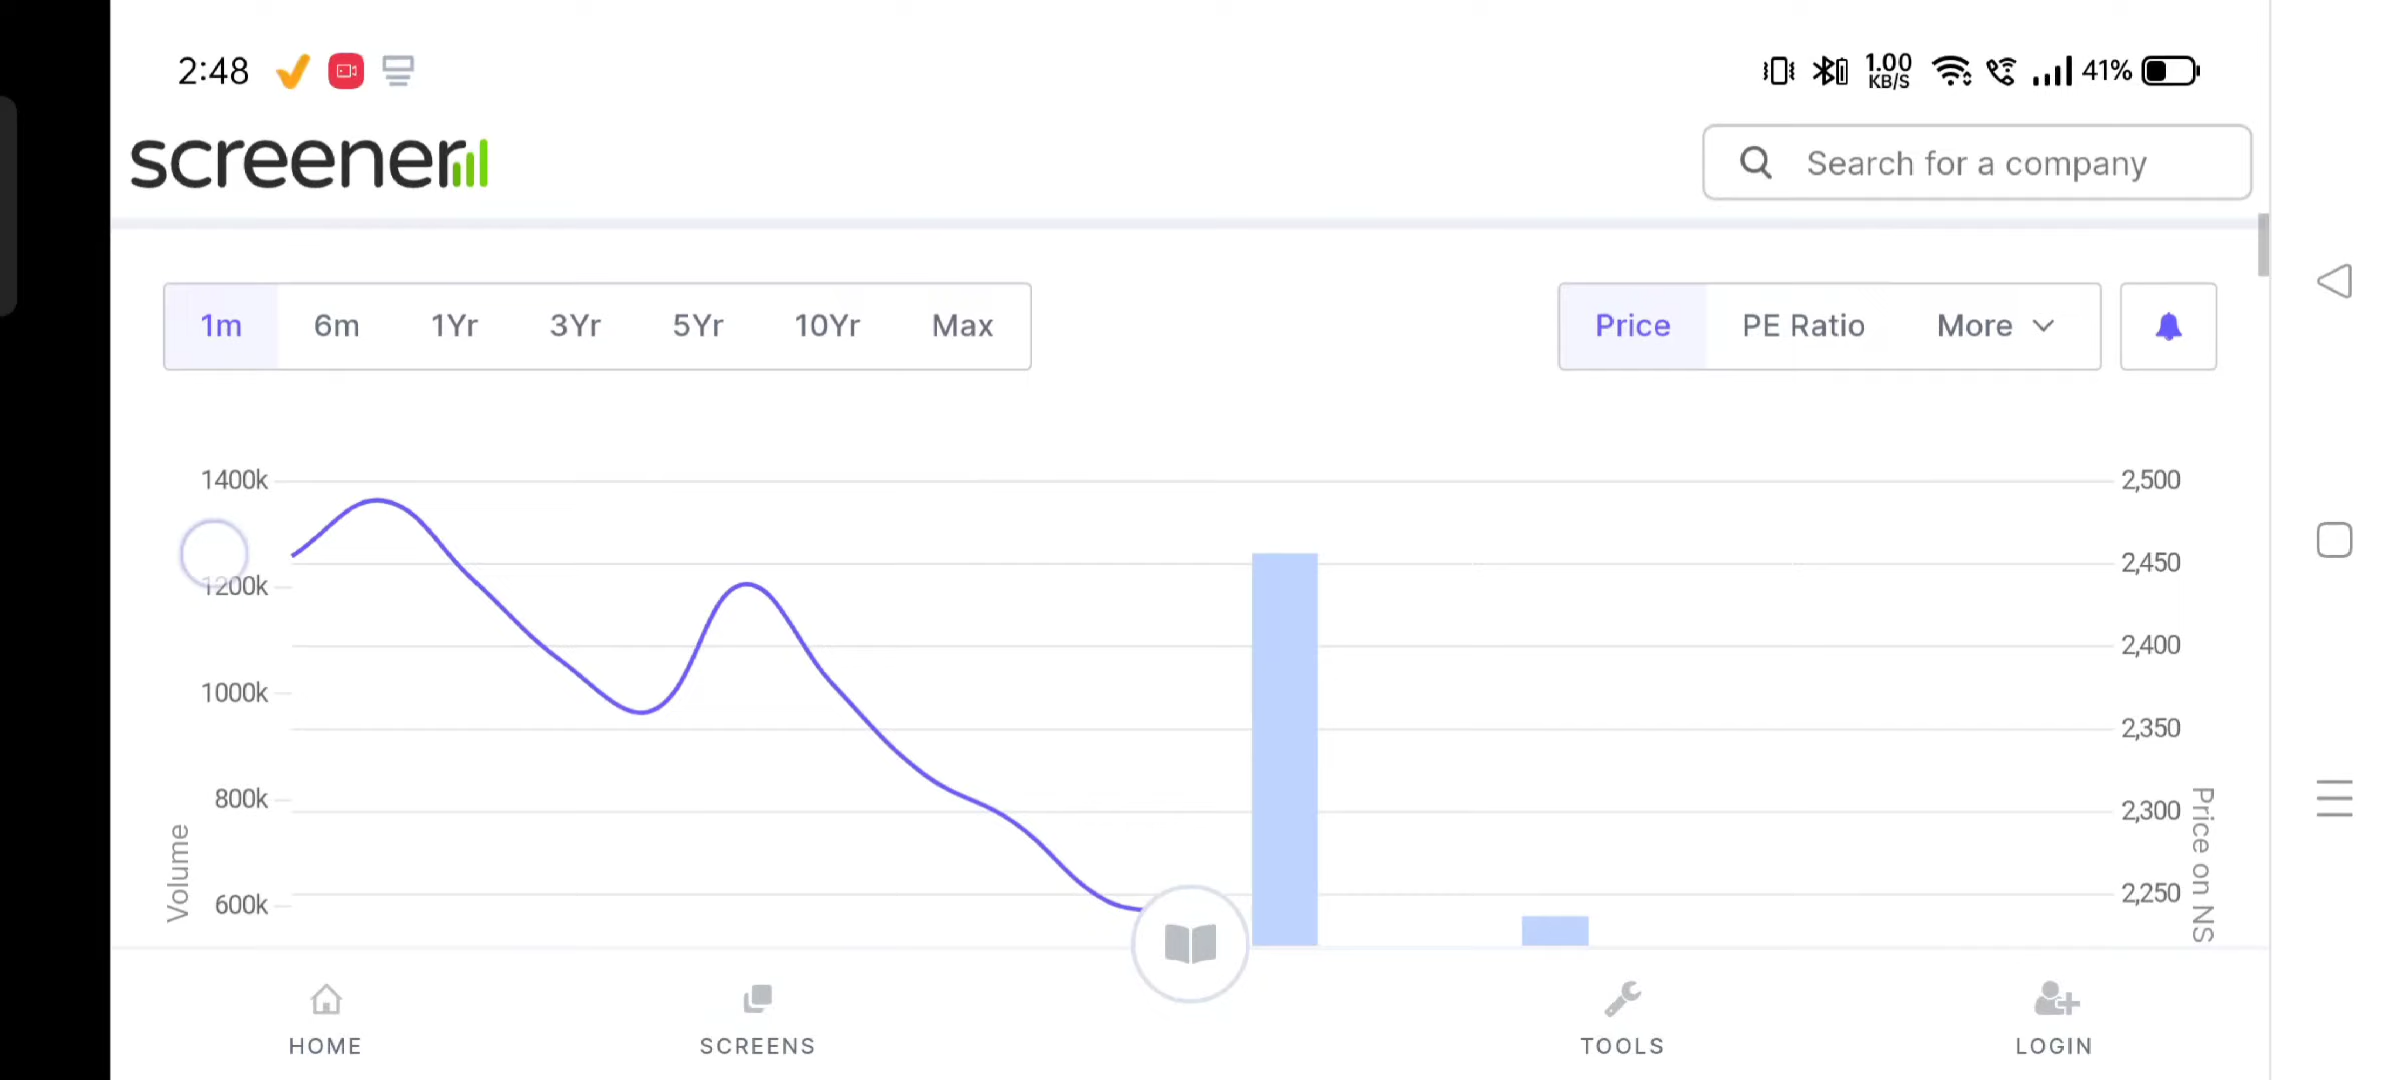 2:48
1.00 KB/S
41%
screener
Search for a company
1m 6m 1Yr 3Yr 5Yr 10Yr Max
Price PE Ratio More
1400k
1200k
1000k
800k
600k
Volume
2,500
2,450
2,400
2,350
2,300
2,250
Price on NS
HOME
SCREENS
TOOLS
LOGIN